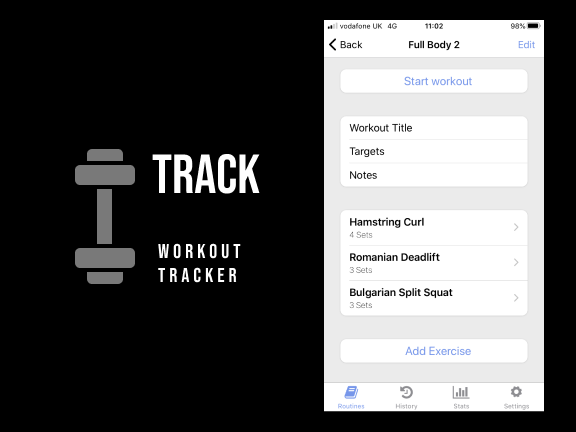 TRACK
WORKOUT
TRACKER
vodafone UK 4G 11:02 98%
Back Full Body 2 Edit
Start workout
Workout Title
Targets
Notes
Hamstring Curl
4 Sets
Romanian Deadlift
3 Sets
Bulgarian Split Squat
3 Sets
Add Exercise
Routines History Stats Settings